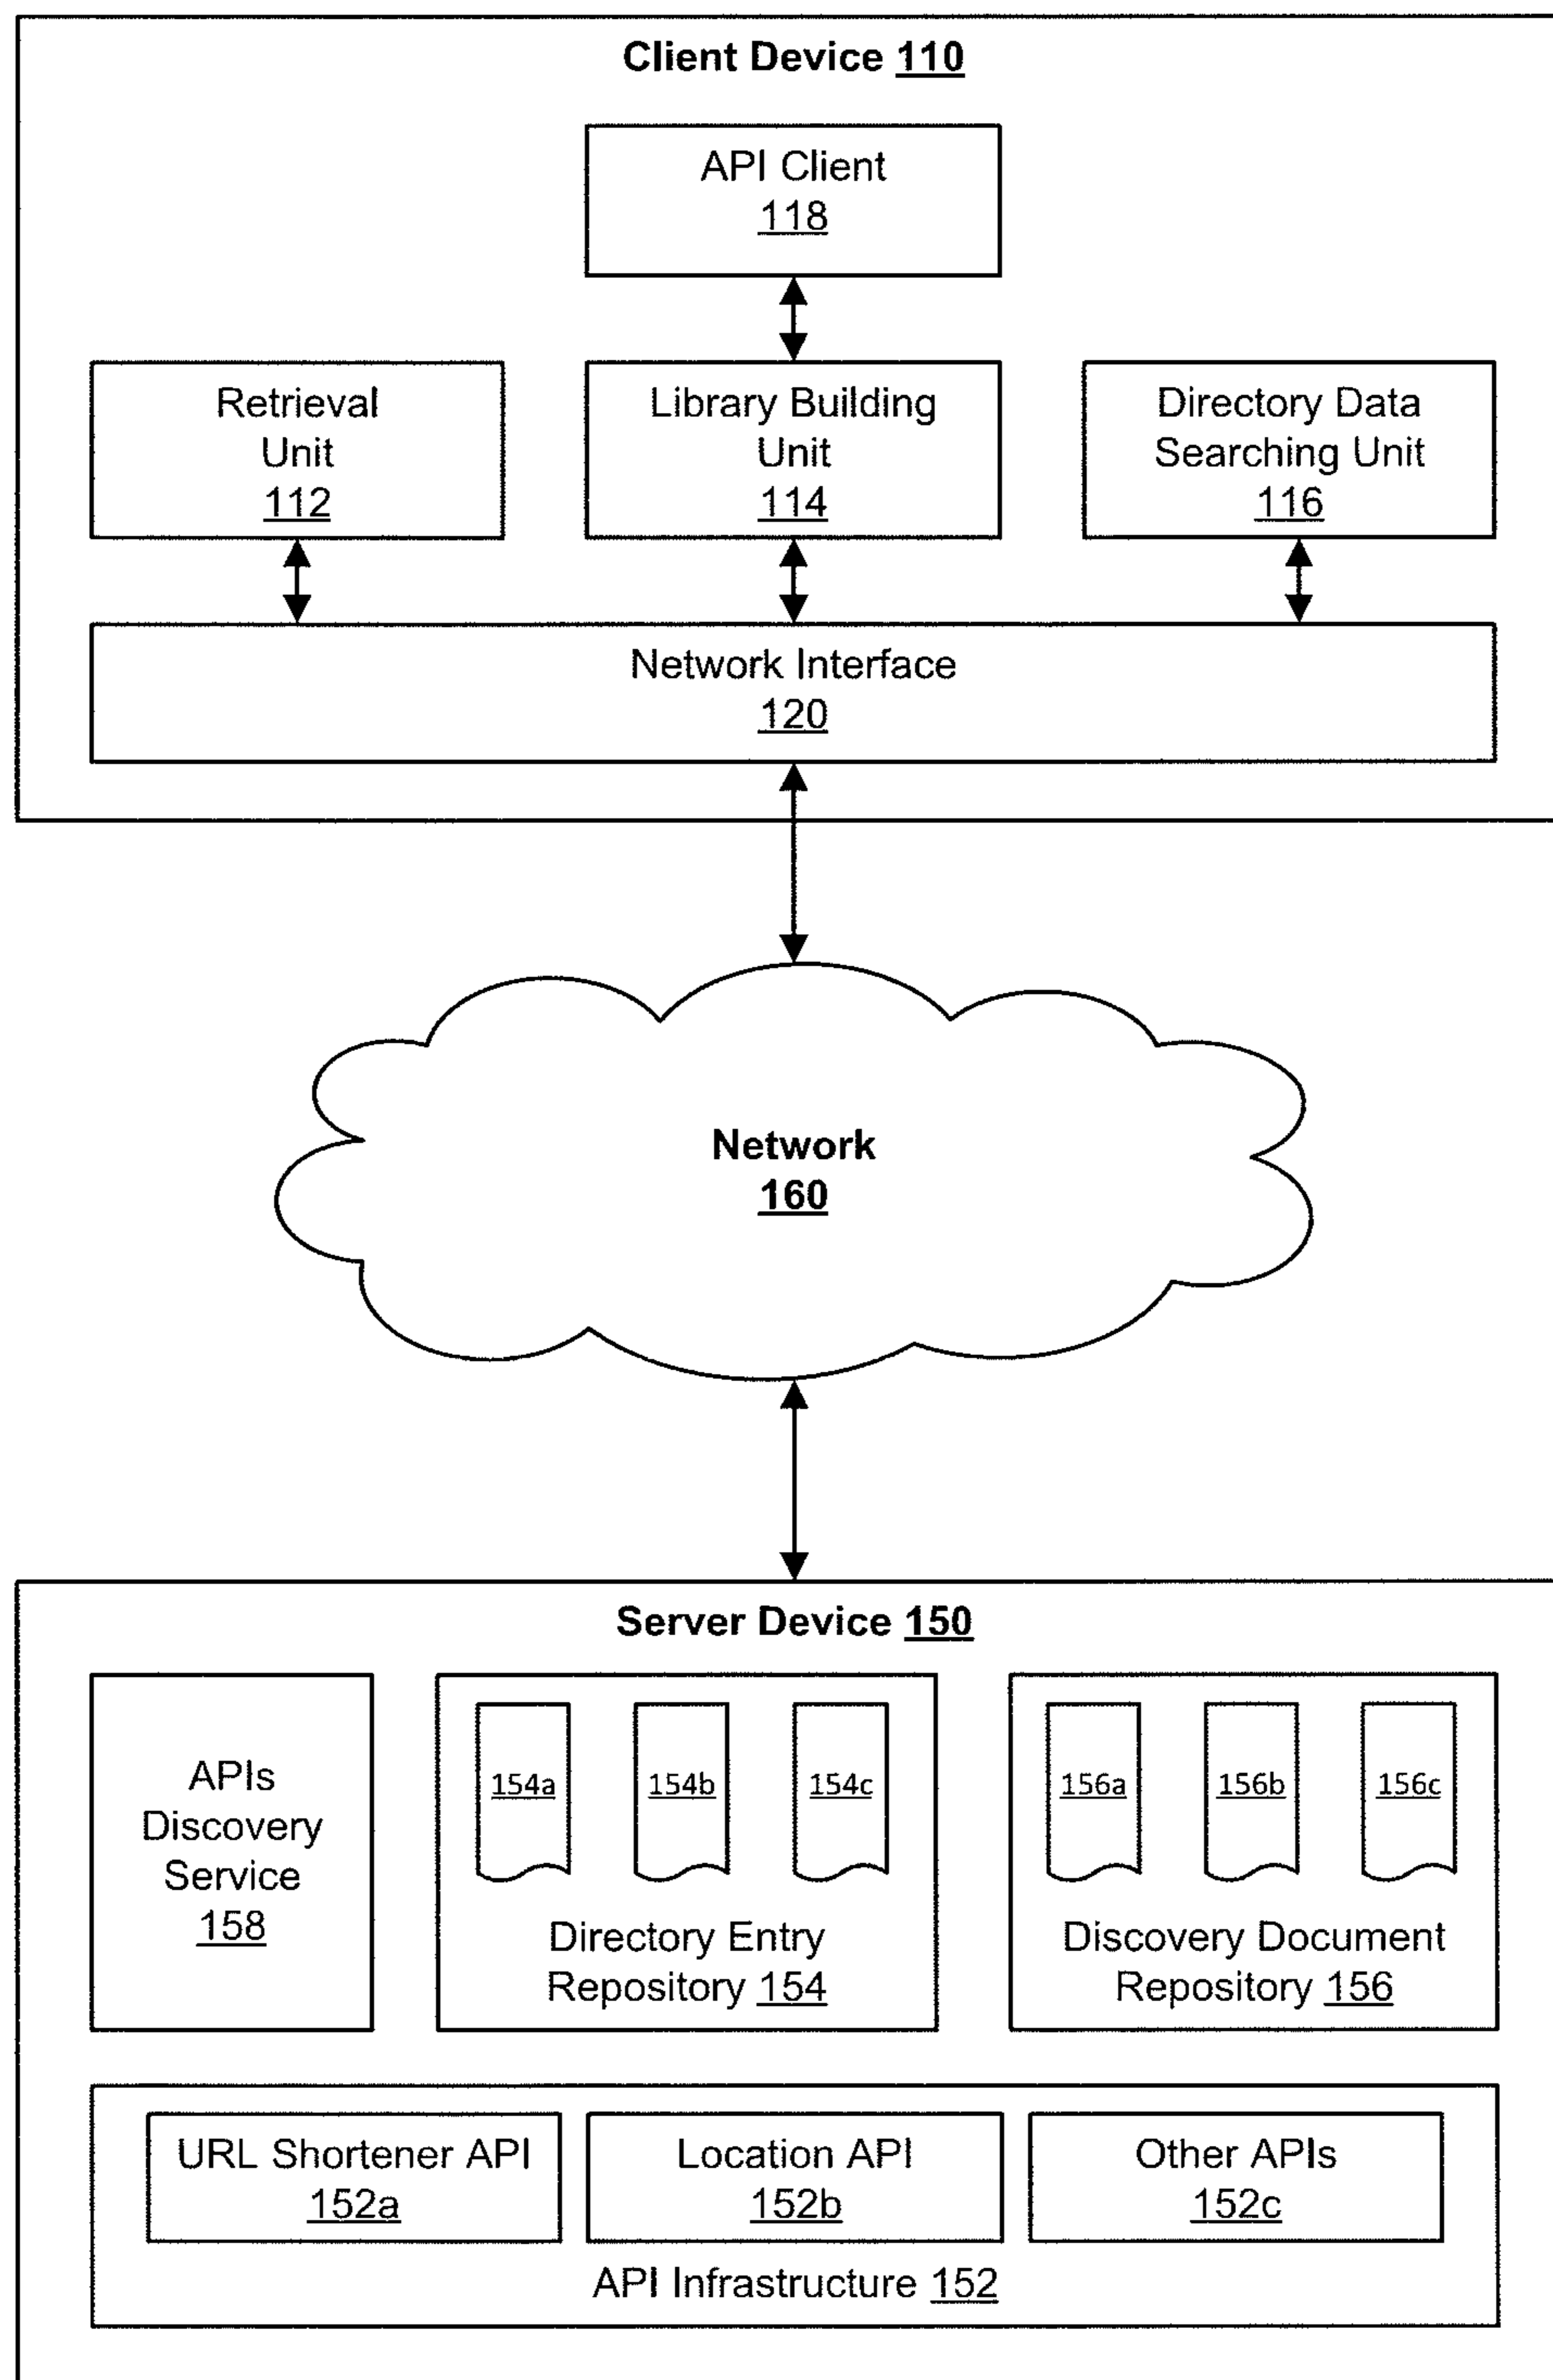 Client Device 110
API Client
118
Retrieval
Unit
112
Library Building
Unit
114
Directory Data
Searching Unit
116
Network Interface
120
Network
160
Server Device 150
APIs
Discovery
Service
158
154a
154b
154c
Directory Entry
Repository 154
156a
156b
156c
Discovery Document
Repository 156
URL Shortener API
152a
Location API
152b
Other APIs
152c
API Infrastructure 152